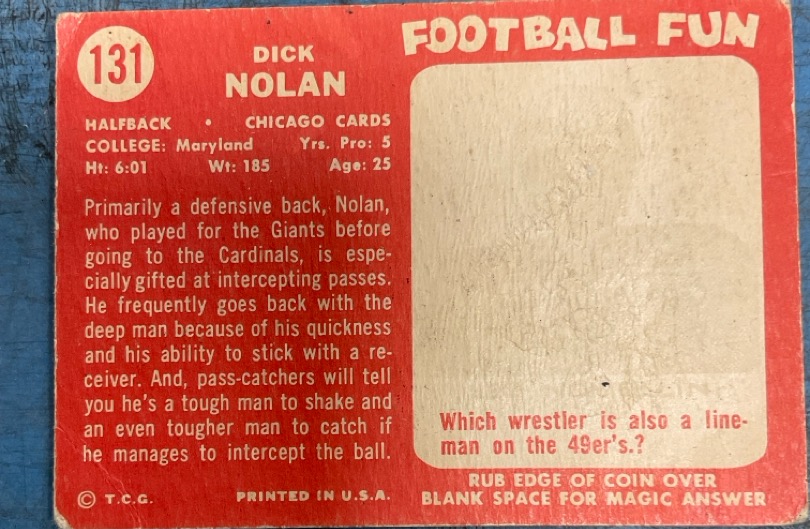 131
DICK
NOLAN
HALFBACK • CHICAGO CARDS
COLLEGE: Maryland Yrs. Pro: 5
Ht: 6:01 Wt: 185 Age: 25
Primarily a defensive back, Nolan,
who played for the Giants before
going to the Cardinals, is espe-
cially gifted at intercepting passes.
He frequently goes back with the
deep man because of his quickness
and his ability to stick with a re-
ceiver. And, pass-catchers will tell
you he's a tough man to shake and
an even tougher man to catch if
he manages to intercept the ball.
© T.C.G. PRINTED IN U.S.A.
FOOTBALL FUN
Which wrestler is also a line-
man on the 49er's.?
RUB EDGE OF COIN OVER
BLANK SPACE FOR MAGIC ANSWER